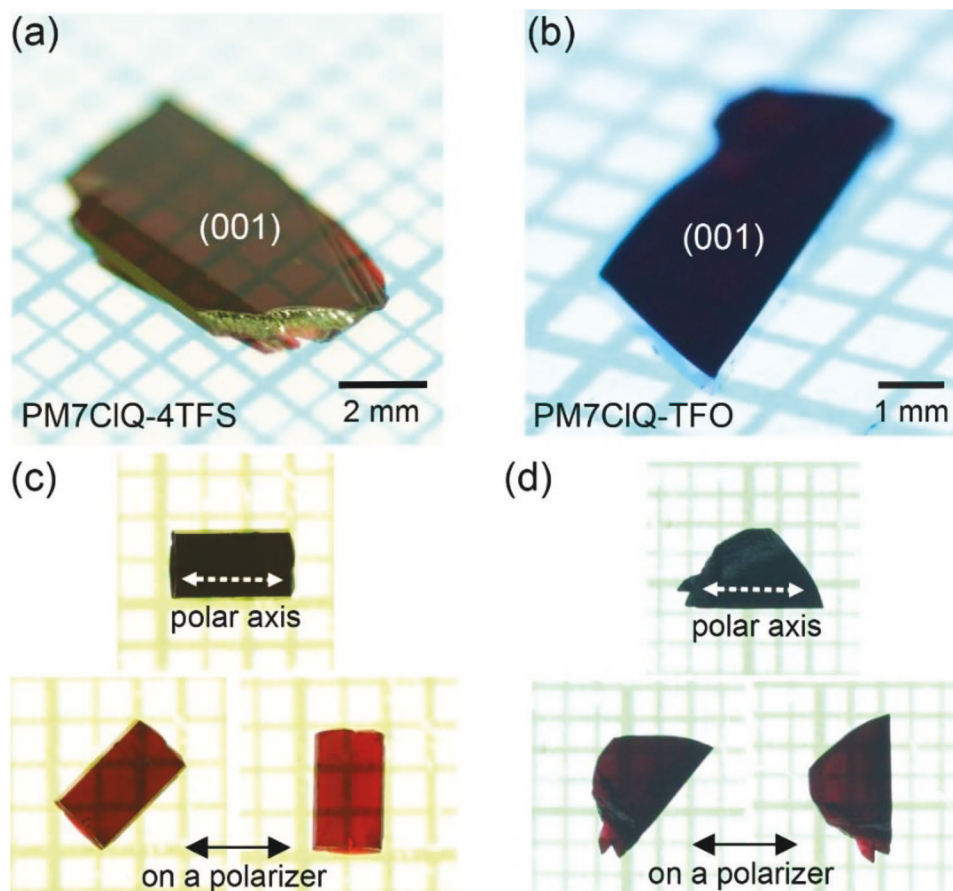 (a)
(001)
PM7ClQ-4TFS
2 mm
(b)
(001)
PM7ClQ-TFO
1 mm
(c)
polar axis
on a polarizer
(d)
polar axis
on a polarizer